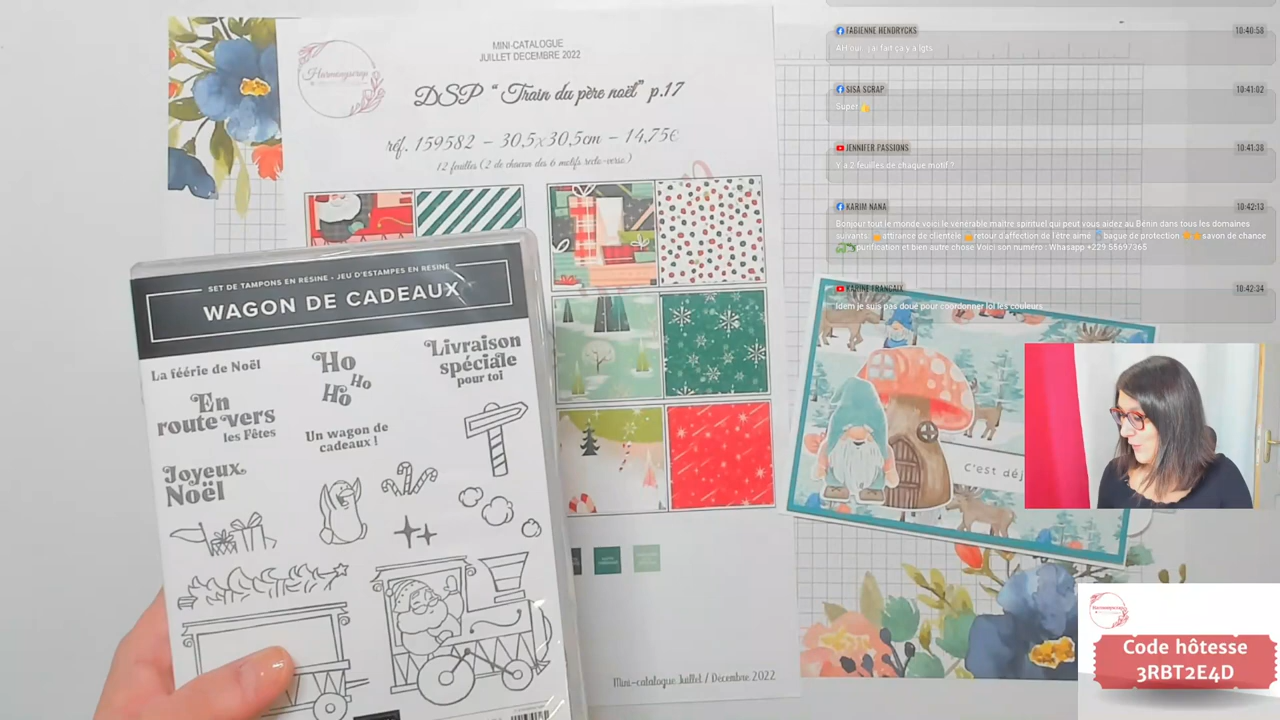 MINI-CATALOGUE
JUILLET DECEMBRE 2022
Harmonyscrap
DSP “ Train du père noël” p.17
réf. 159582 – 30,5x30,5cm – 14,75€
12 feuilles (2 de chacun des 6 motifs recto-verso)
SET DE TAMPONS EN RÉSINE • JEU D'ESTAMPES EN RÉSINE
WAGON DE CADEAUX
La féérie de Noël
Ho
Ho
Ho
Livraison
spéciale
pour toi
En
route vers
les Fêtes
Un wagon de
cadeaux !
Joyeux
Noël
Mini-catalogue Juillet / Décembre 2022
C'est déj
FABIENNE HENDRYCKS 10:40:58
AH oui . j'ai fait ça y a lgts
SISA SCRAP 10:41:02
Super
JENNIFER PASSIONS 10:41:38
Y a 2 feuilles de chaque motif ?
KARIM NANA 10:42:13
Bonjour tout le monde voici le vénérable maître spirituel qui peut vous aidez au Bénin dans tous les domaines
suivants attirance de clientèle retour d'affection de l'être aimé bague de protection savon de chance
purification et bien autre chose Voici son numéro : Whasapp +229 55697365
KARINE FRANCAIX 10:42:34
Idem je suis pas doué pour coordonner lol les couleurs
Harmonyscrap
Code hôtesse
3RBT2E4D